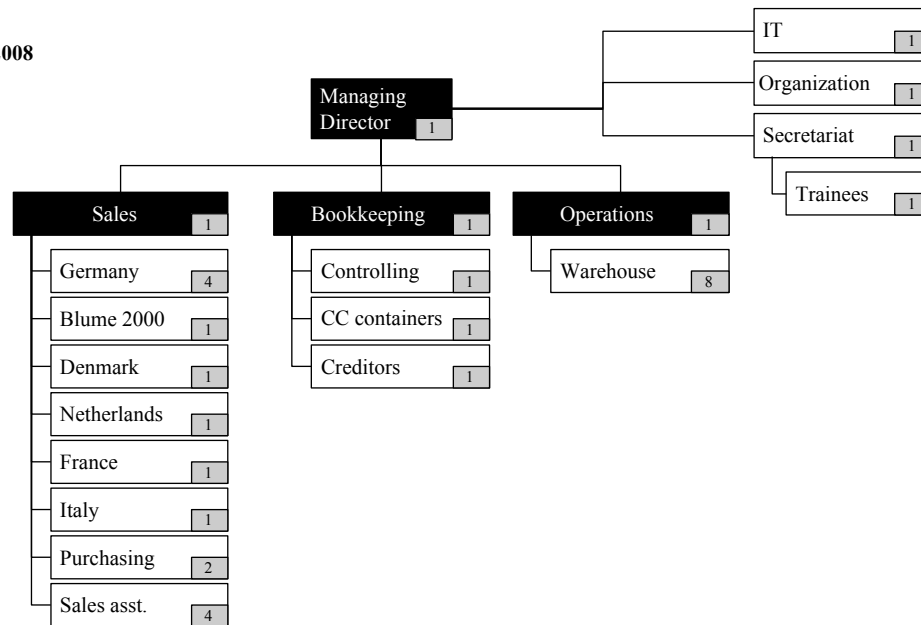 008
Managing
Director
1
IT
1
Organization
1
Secretariat
1
Trainees
1
Sales
1
Germany
4
Blume 2000
1
Denmark
1
Netherlands
1
France
1
Italy
1
Purchasing
2
Sales asst.
4
Bookkeeping
1
Controlling
1
CC containers
1
Creditors
1
Operations
1
Warehouse
8